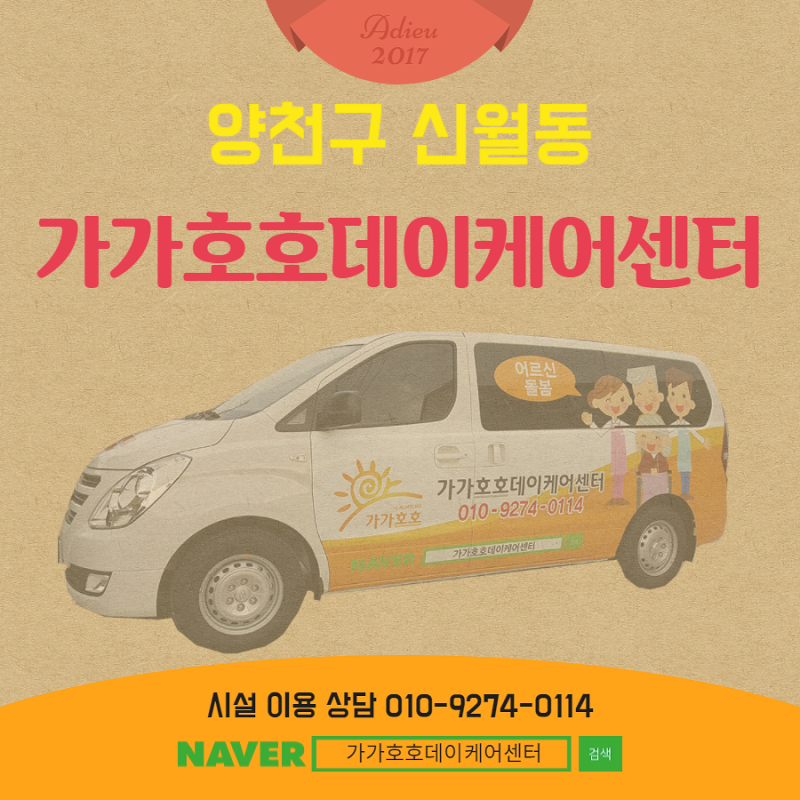 Adieu
2017
양천구 신월동
가가호호데이케어센터
어르신
돌봄
가가호호
가가호호데이케어센터
010-9274-0114
NAVER 가가호호데이케어센터
시설 이용 상담 010-9274-0114
NAVER 가가호호데이케어센터 검색